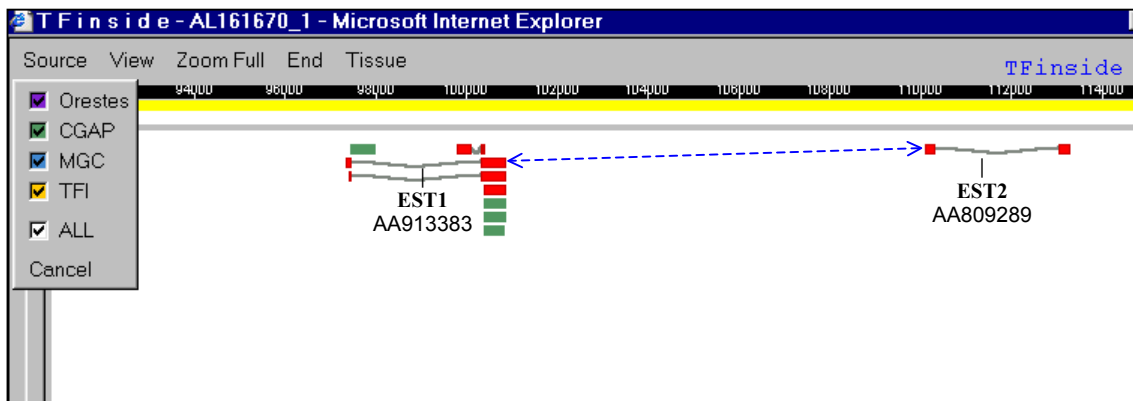 T F i n s i d e - AL161670_1 - Microsoft Internet Explorer
Source View Zoom Full End Tissue
TFinside
94000 96000 98000 100000 102000 104000 106000 108000 110000 112000 114000
Orestes
CGAP
MGC
TFI
ALL
Cancel
EST1
AA913383
EST2
AA809289